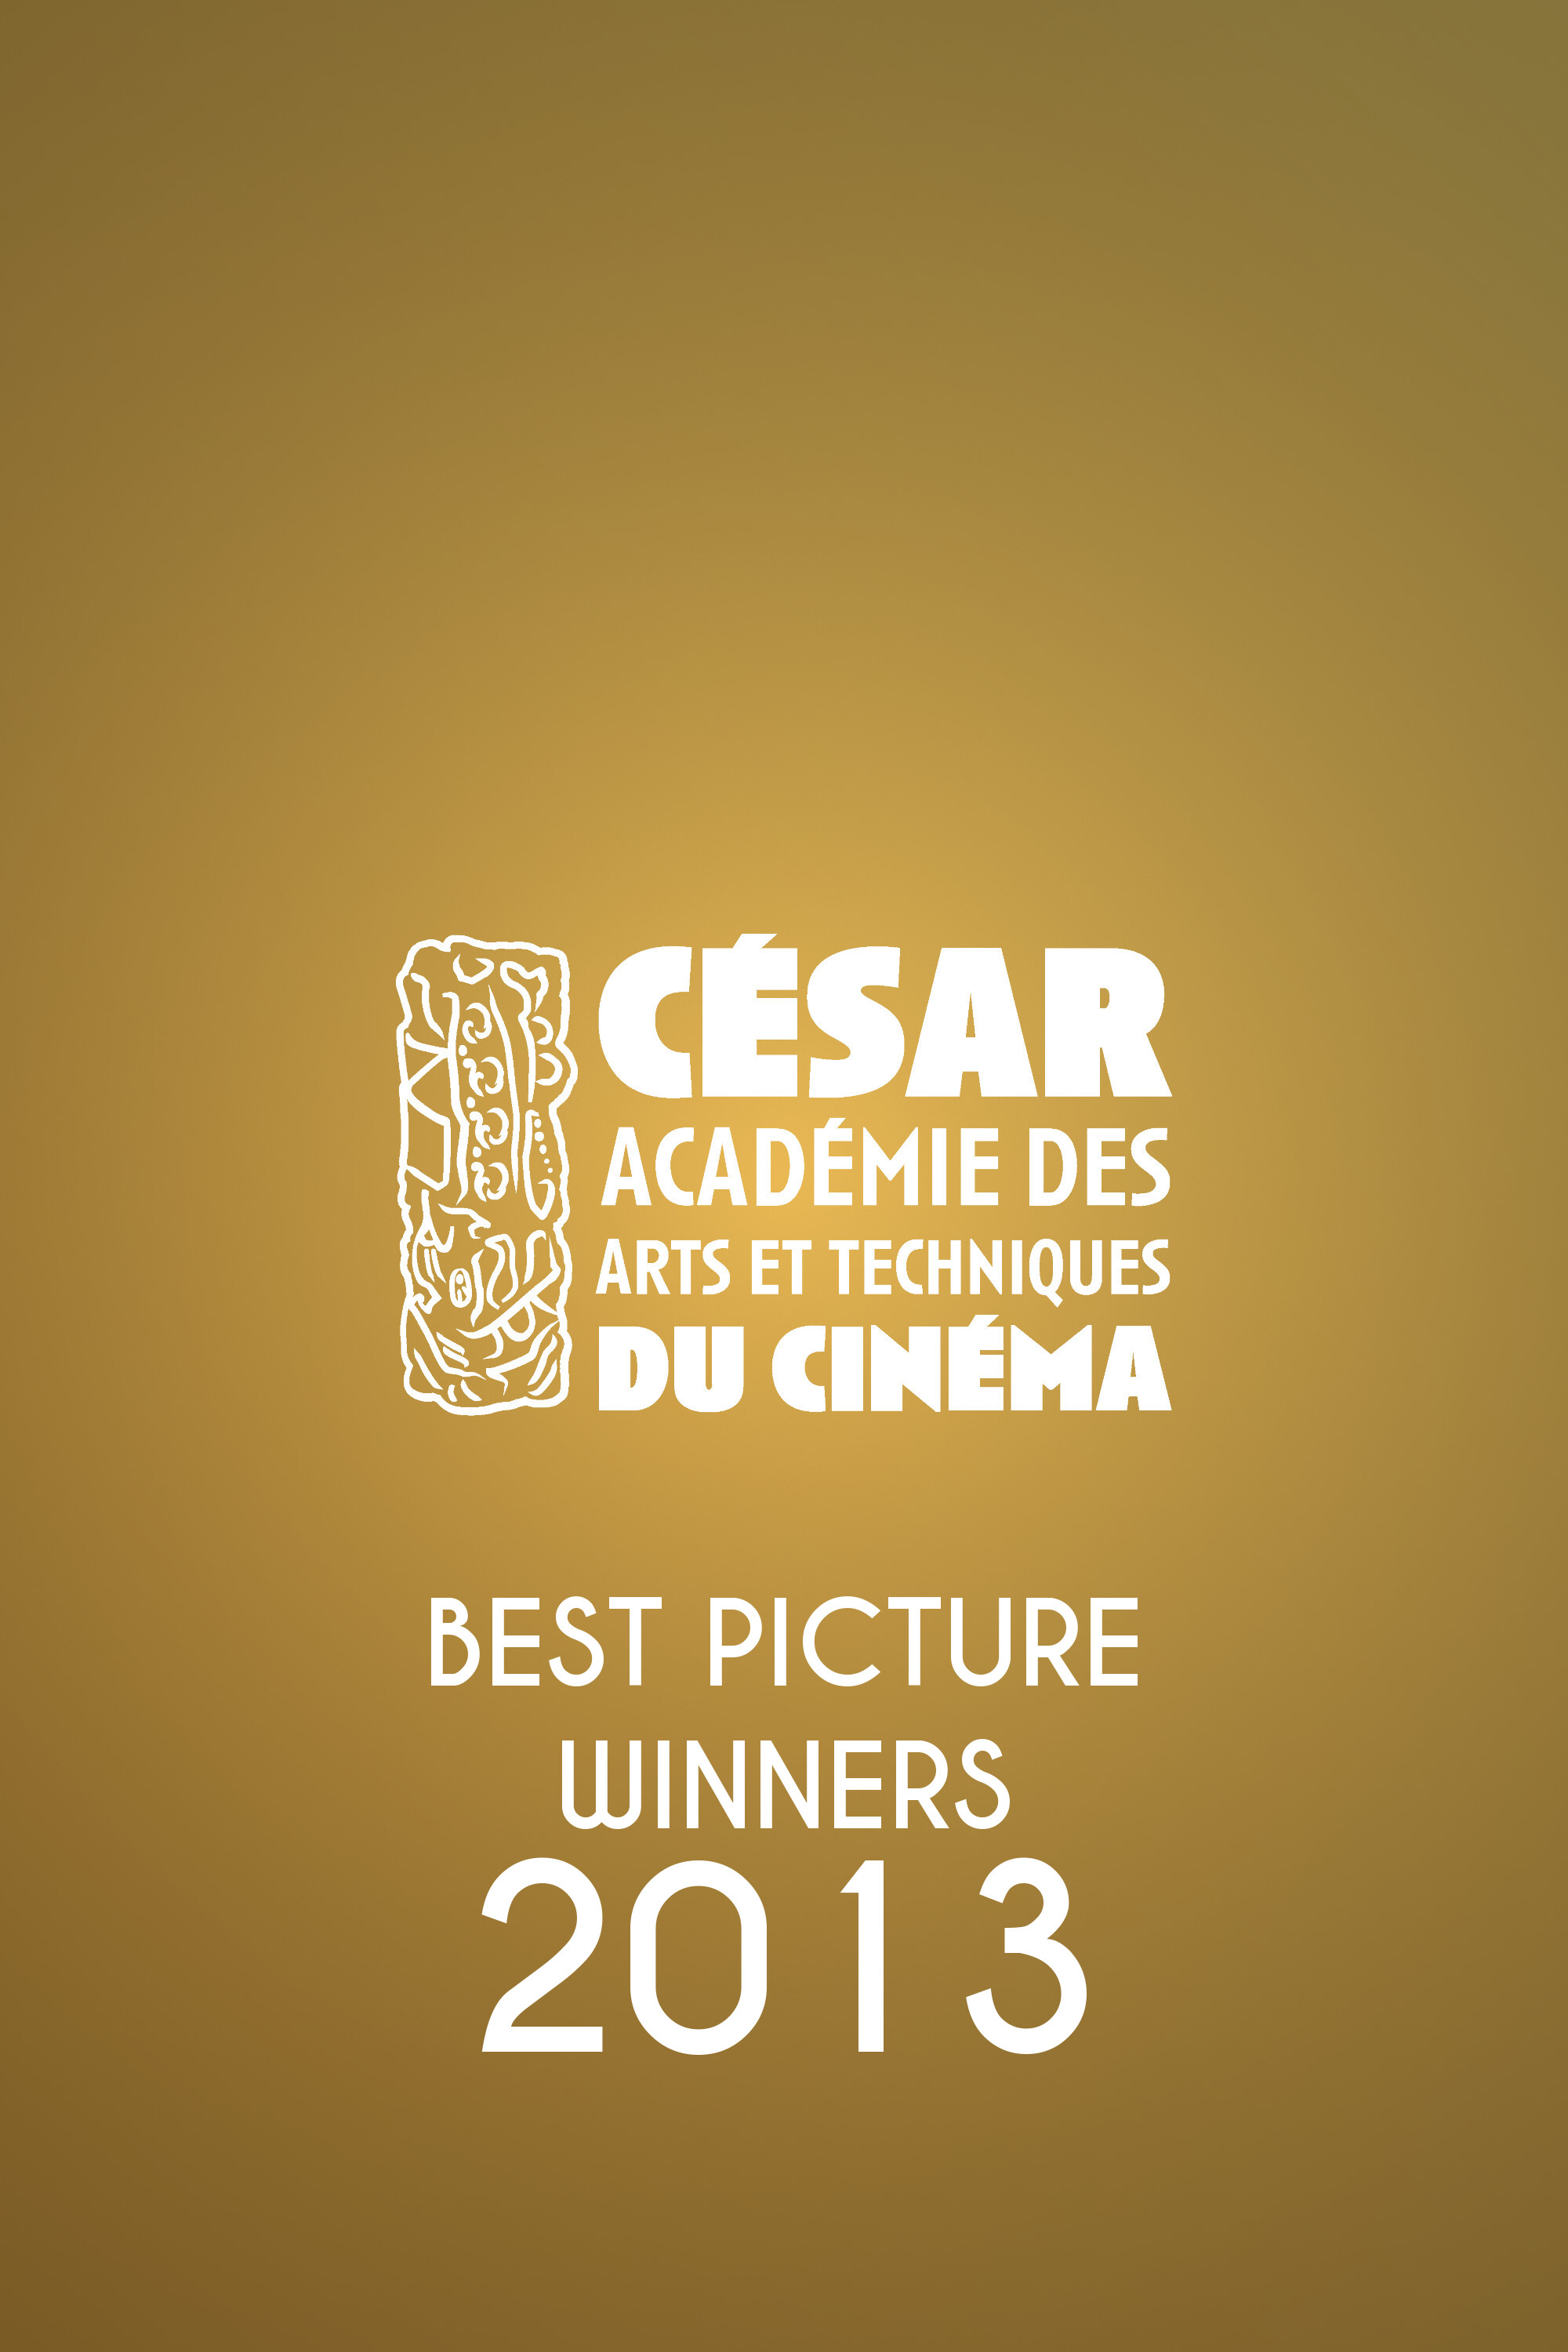 CÉSAR
ACADÉMIE DES
ARTS ET TECHNIQUES
DU CINÉMA
BEST PICTURE
WINNERS
2013